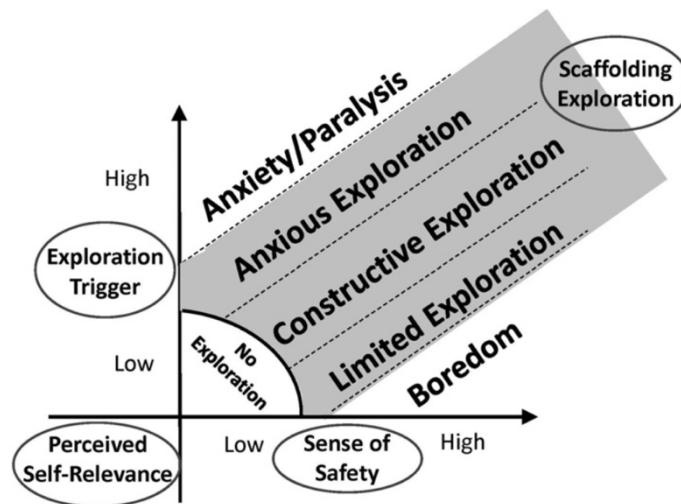 Scaffolding
Exploration
Anxiety/Paralysis
Anxious Exploration
Constructive Exploration
Limited Exploration
Boredom
High
Exploration
Trigger
Low
No
Exploration
Perceived
Self-Relevance
Low
Sense of
Safety
High